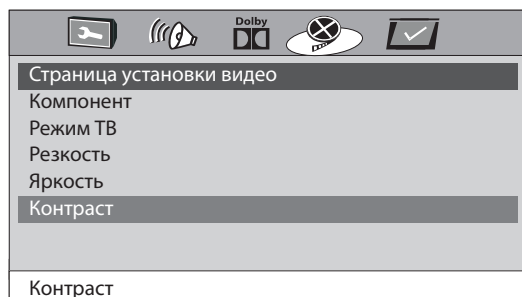 Dolby
Страница установки видео
Компонент
Режим ТВ
Резкость
Яркость
Контраст
Контраст